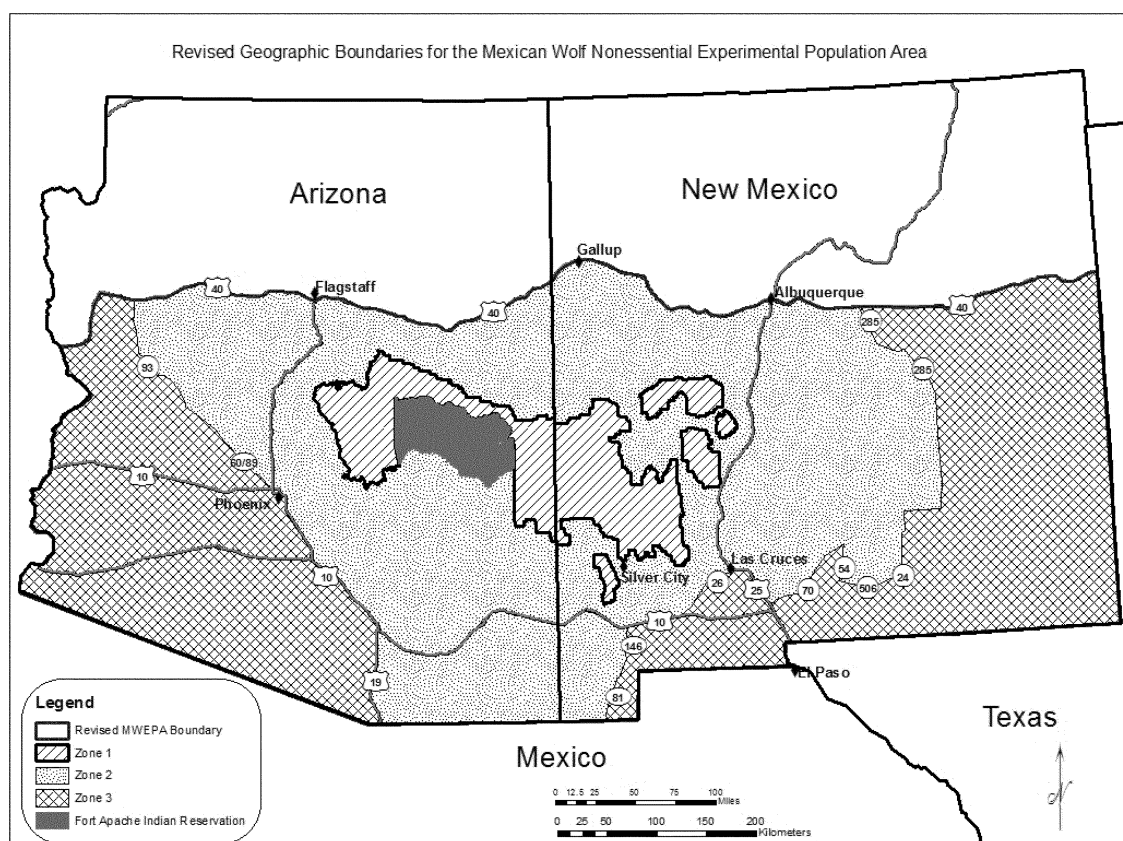 Revised Geographic Boundaries for the Mexican Wolf Nonessential Experimental Population Area
Arizona
New Mexico
Gallup
40
Flagstaff
40
Albuquerque
40
285
93
285
60/89
10
Phoenix
10
Las Cruces
Silver City
26
25
70
54
506
24
10
146
19
81
El Paso
Texas
Mexico
Legend
Revised MWEPA Boundary
Zone 1
Zone 2
Zone 3
Fort Apache Indian Reservation
0 12.5 25 50 75 100
Miles
0 25 50 100 150 200
Kilometers
N